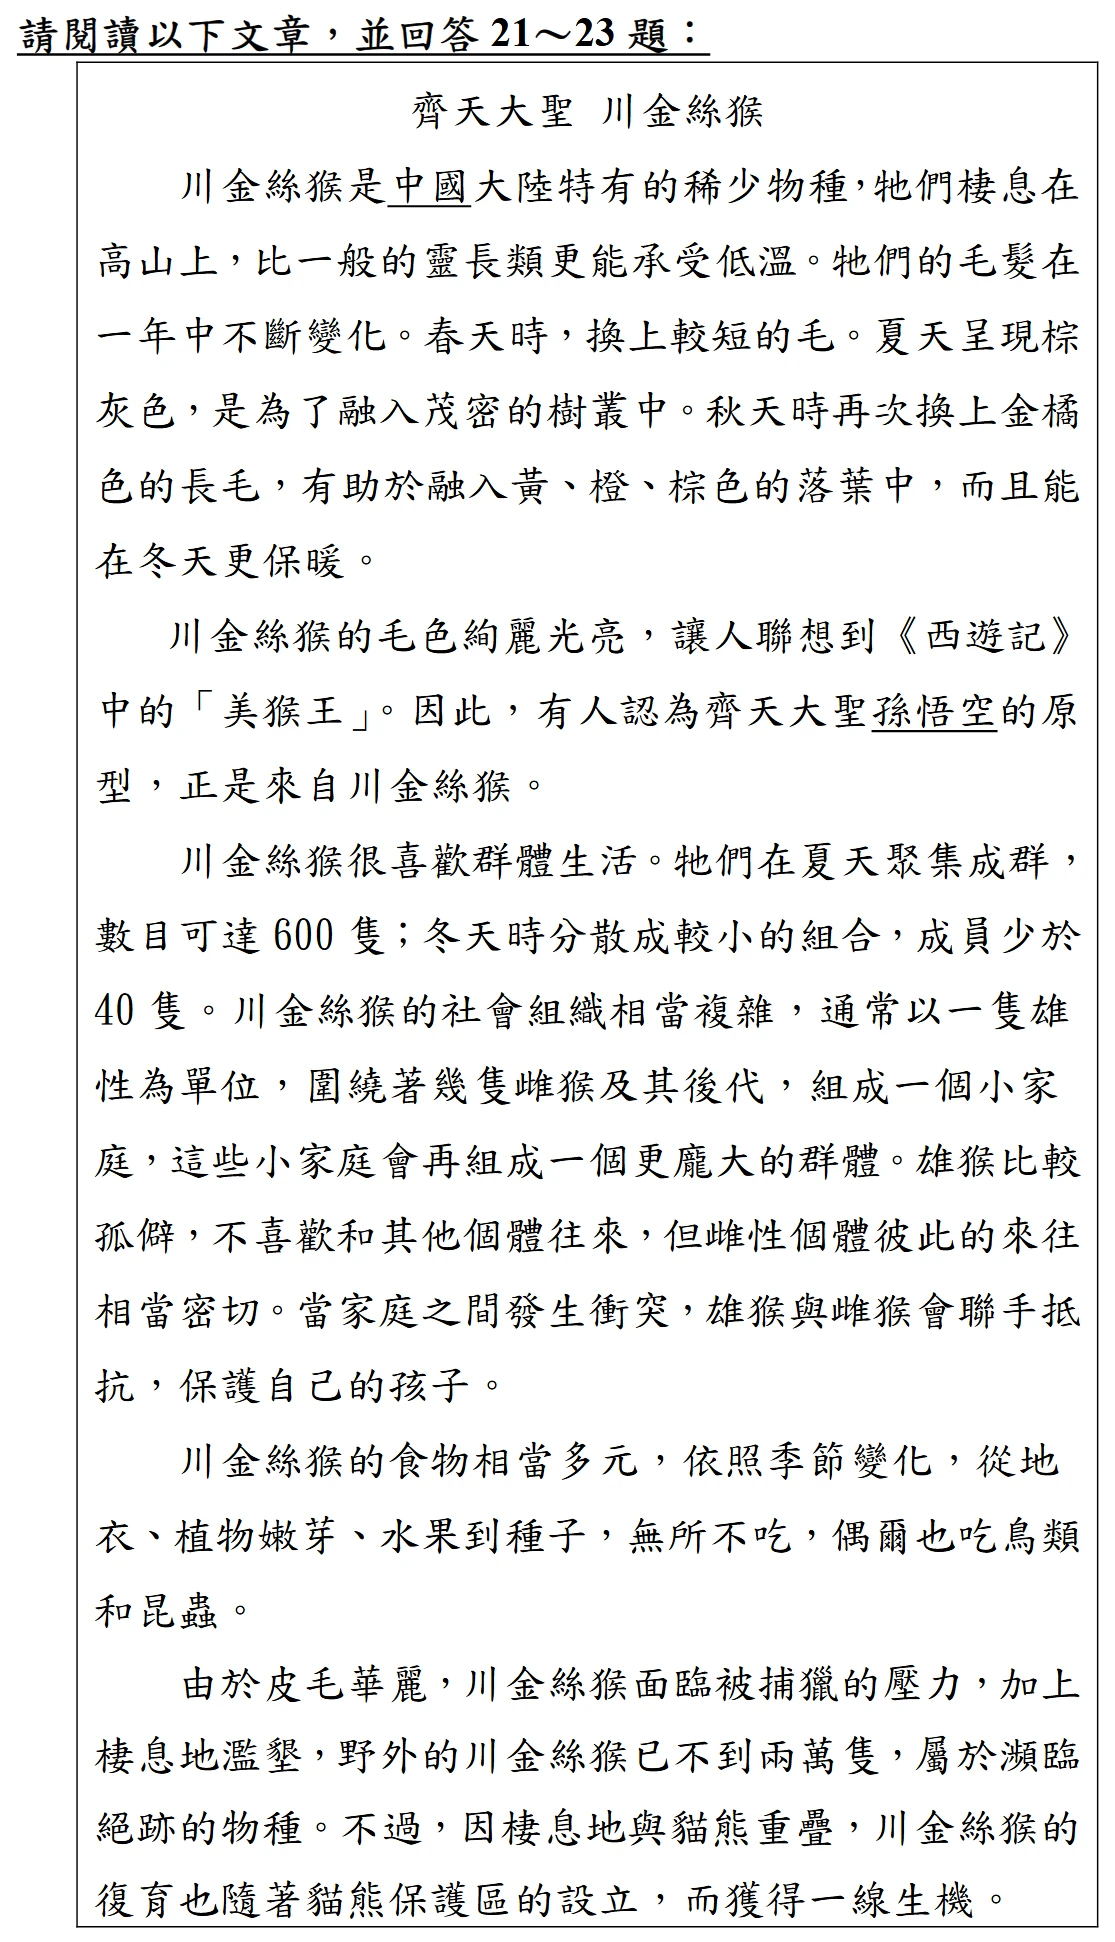 請閱讀以下文章，並回答 21～23 題：
齊天大聖 川金絲猴
川金絲猴是中國大陸特有的稀少物種，牠們棲息在
高山上，比一般的靈長類更能承受低溫。牠們的毛髮在
一年中不斷變化。春天時，換上較短的毛。夏天呈現棕
灰色，是為了融入茂密的樹叢中。秋天時再次換上金橘
色的長毛，有助於融入黃、橙、棕色的落葉中，而且能
在冬天更保暖。
川金絲猴的毛色絢麗光亮，讓人聯想到《西遊記》
中的「美猴王」。因此，有人認為齊天大聖孫悟空的原
型，正是來自川金絲猴。
川金絲猴很喜歡群體生活。牠們在夏天聚集成群，
數目可達 600 隻；冬天時分散成較小的組合，成員少於
40 隻。川金絲猴的社會組織相當複雜，通常以一隻雄
性為單位，圍繞著幾隻雌猴及其後代，組成一個小家
庭，這些小家庭會再組成一個更龐大的群體。雄猴比較
孤僻，不喜歡和其他個體往來，但雌性個體彼此的來往
相當密切。當家庭之間發生衝突，雄猴與雌猴會聯手抵
抗，保護自己的孩子。
川金絲猴的食物相當多元，依照季節變化，從地
衣、植物嫩芽、水果到種子，無所不吃，偶爾也吃鳥類
和昆蟲。
由於皮毛華麗，川金絲猴面臨被捕獵的壓力，加上
棲息地濫墾，野外的川金絲猴已不到兩萬隻，屬於瀕臨
絕跡的物種。不過，因棲息地與貓熊重疊，川金絲猴的
復育也隨著貓熊保護區的設立，而獲得一線生機。